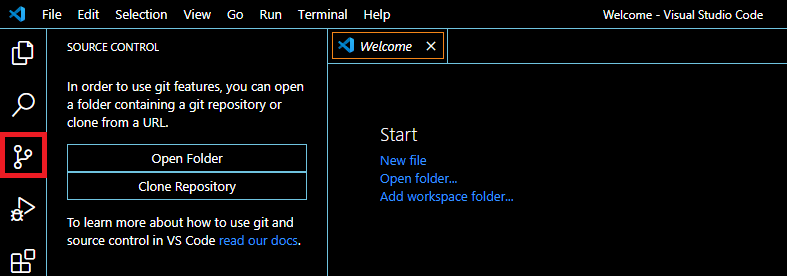 File Edit Selection View Go Run Terminal Help Welcome - Visual Studio Code
SOURCE CONTROL
Welcome
In order to use git features, you can open
a folder containing a git repository or
clone from a URL.
Open Folder
Clone Repository
To learn more about how to use git and
source control in VS Code read our docs.
Start
New file
Open folder...
Add workspace folder...